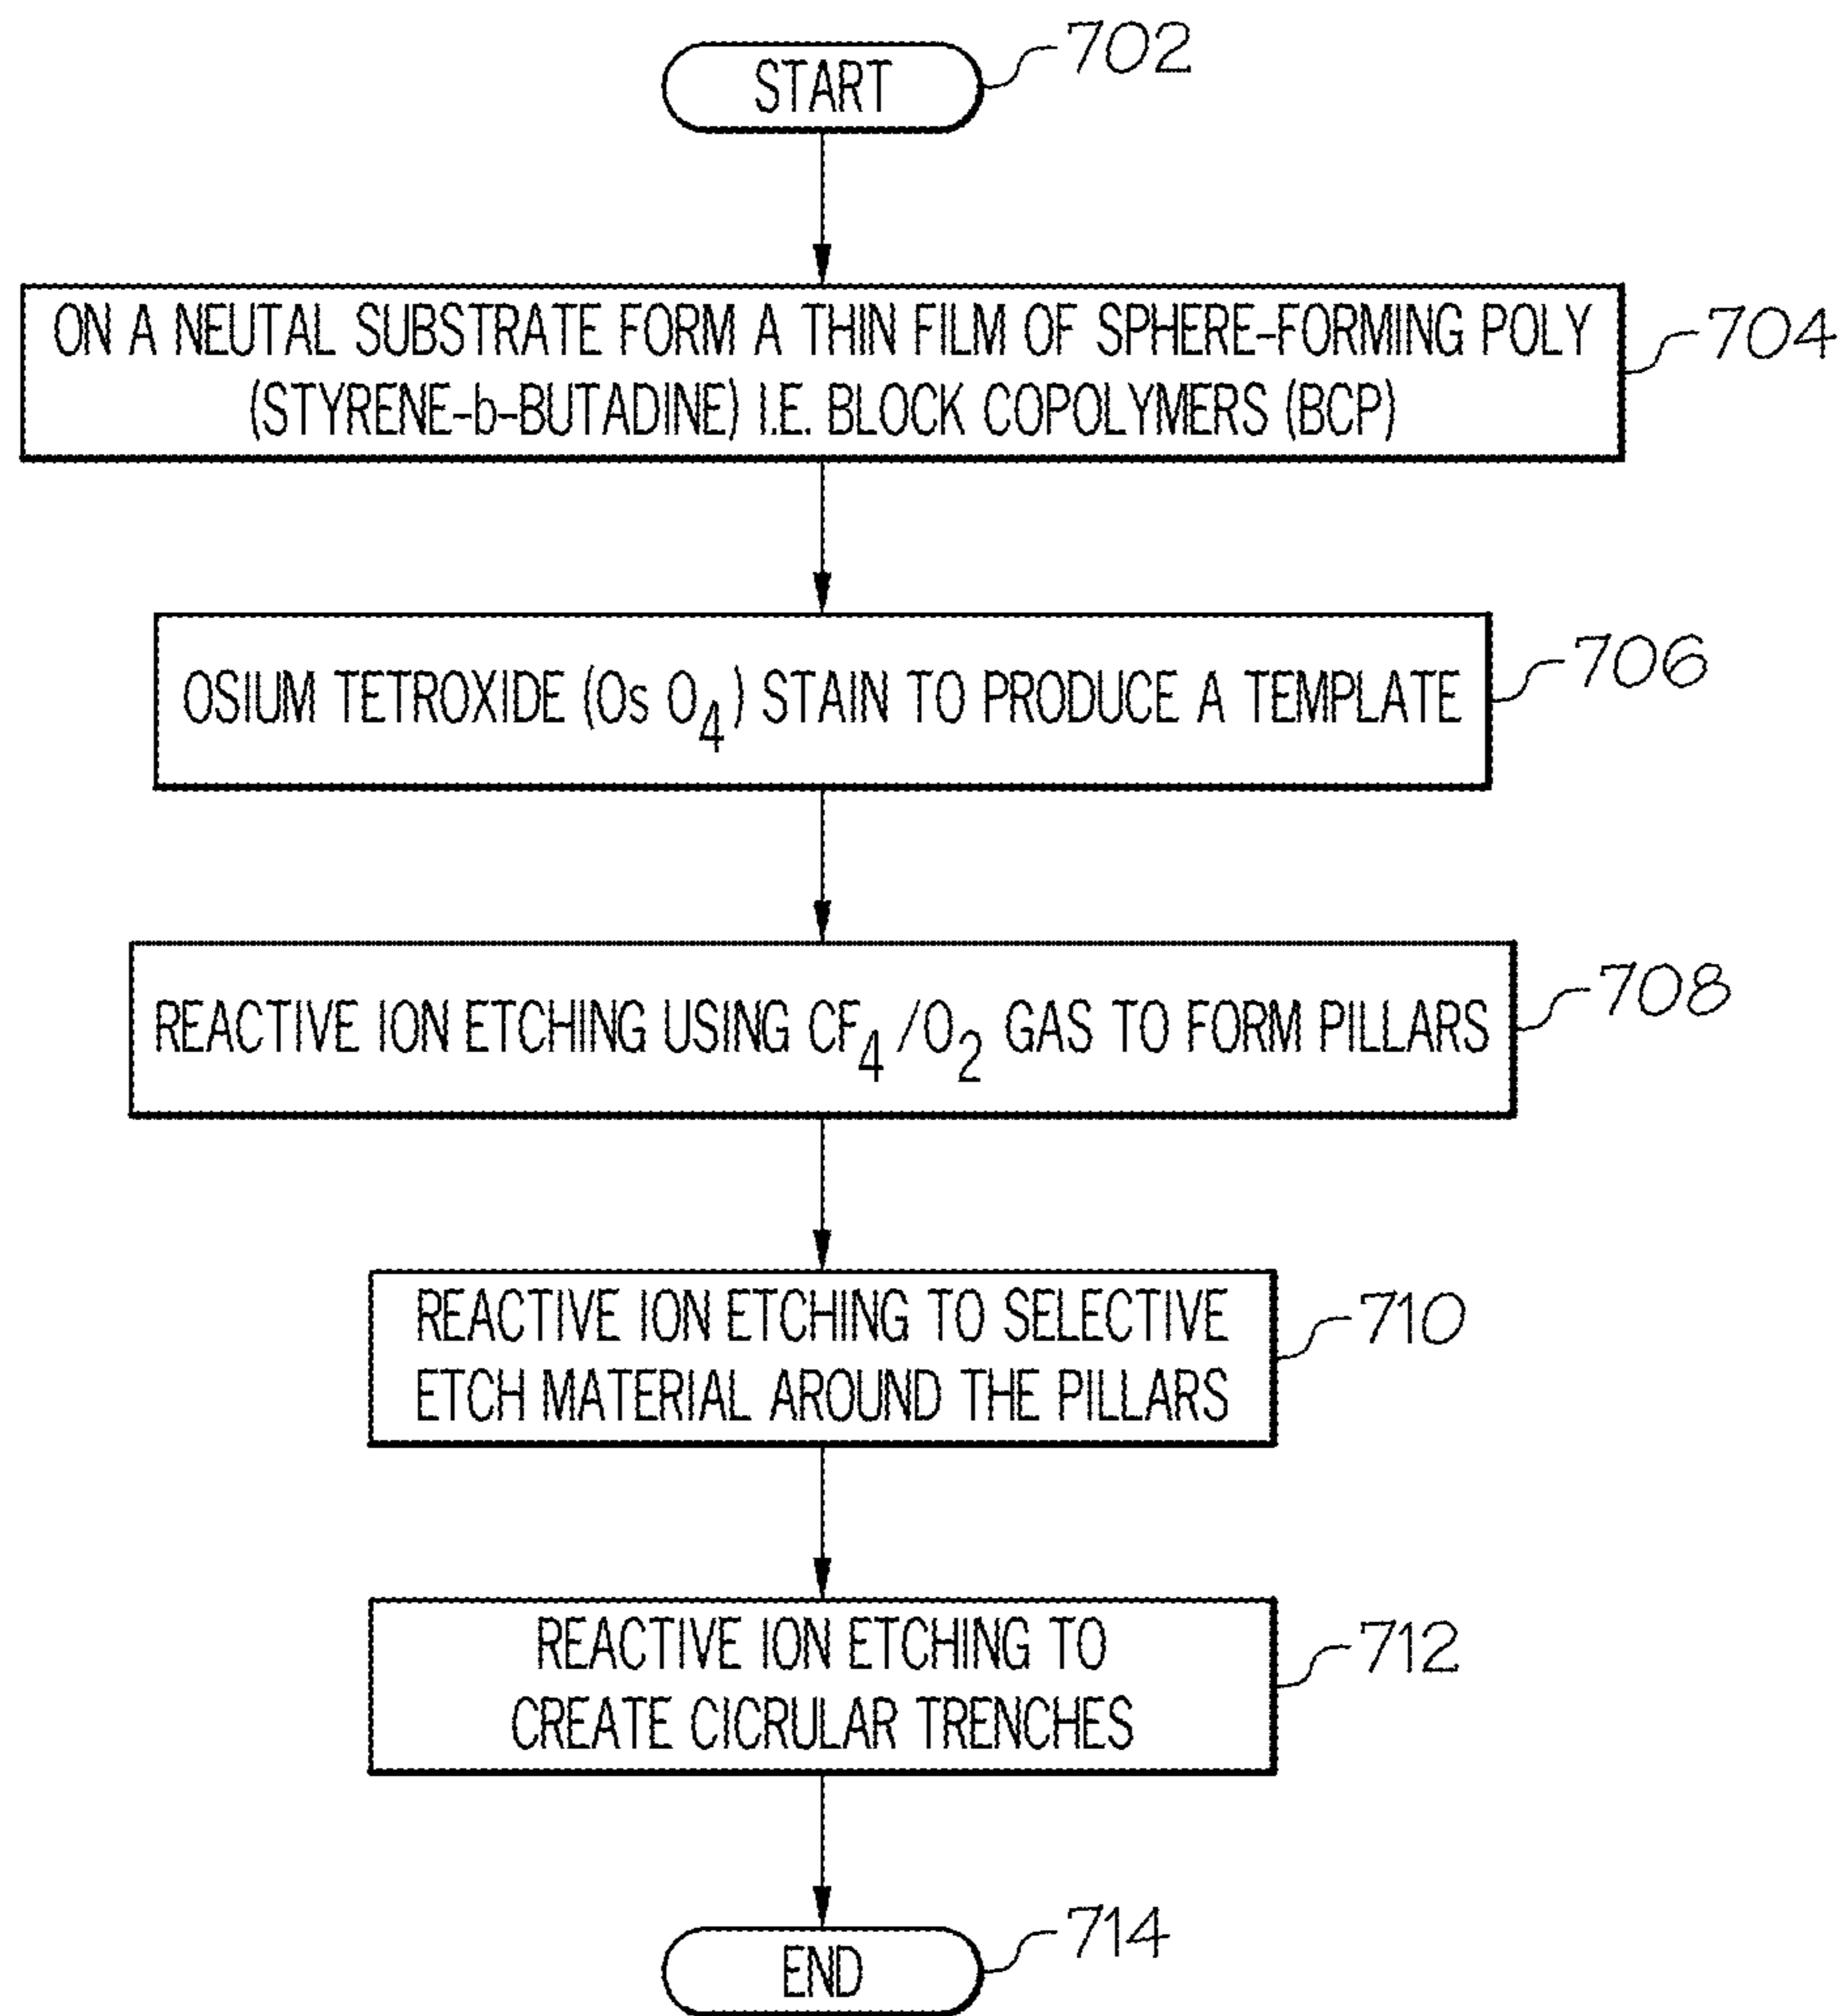 START
702
ON A NEUTAL SUBSTRATE FORM A THIN FILM OF SPHERE-FORMING POLY
(STYRENE-b-BUTADINE) I.E. BLOCK COPOLYMERS (BCP)
704
OSIUM TETROXIDE (Os O4) STAIN TO PRODUCE A TEMPLATE
706
REACTIVE ION ETCHING USING CF4/O2 GAS TO FORM PILLARS
708
REACTIVE ION ETCHING TO SELECTIVE
ETCH MATERIAL AROUND THE PILLARS
710
REACTIVE ION ETCHING TO
CREATE CICRULAR TRENCHES
712
END
714